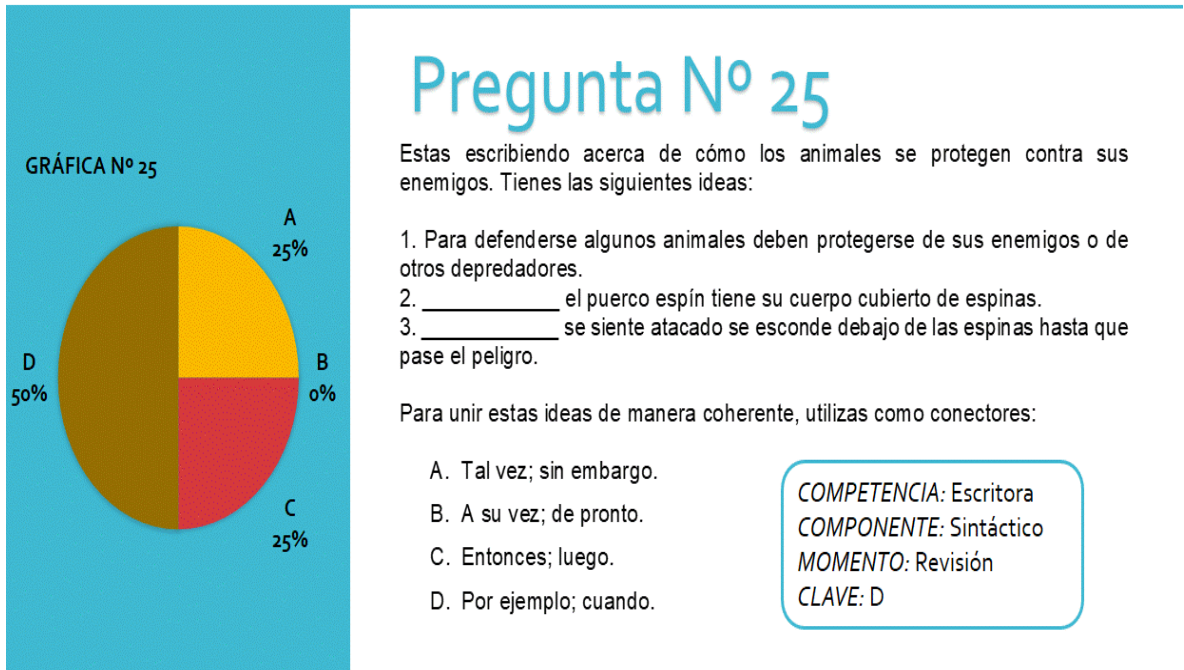 Pregunta Nº 25
GRÁFICA Nº 25
A
25%
B
0%
C
25%
D
50%
Estas escribiendo acerca de cómo los animales se protegen contra sus
enemigos. Tienes las siguientes ideas:
1. Para defenderse algunos animales deben protegerse de sus enemigos o de
otros depredadores.
2. ____________ el puerco espín tiene su cuerpo cubierto de espinas.
3. ____________ se siente atacado se esconde debajo de las espinas hasta que
pase el peligro.
Para unir estas ideas de manera coherente, utilizas como conectores:
A. Tal vez; sin embargo.
B. A su vez; de pronto.
C. Entonces; luego.
D. Por ejemplo; cuando.
COMPETENCIA: Escritora
COMPONENTE: Sintáctico
MOMENTO: Revisión
CLAVE: D